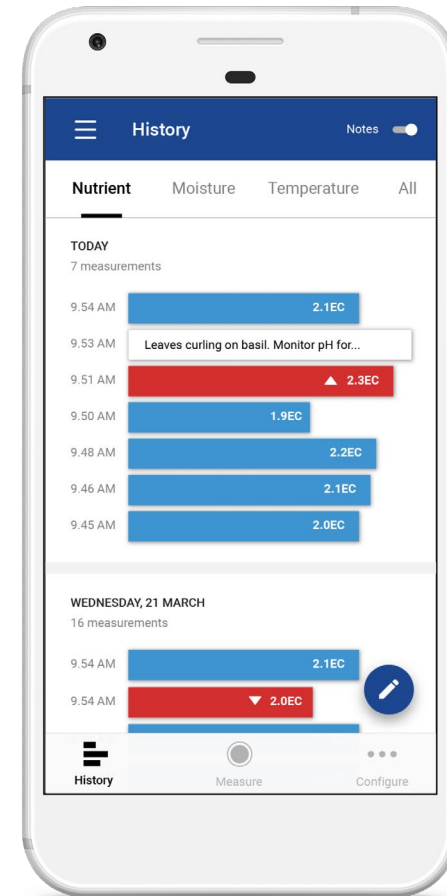 History
Notes
Nutrient Moisture Temperature All
TODAY
7 measurements
9.54 AM 2.1EC
9.53 AM Leaves curling on basil. Monitor pH for...
9.51 AM ▲ 2.3EC
9.50 AM 1.9EC
9.48 AM 2.2EC
9.46 AM 2.1EC
9.45 AM 2.0EC
WEDNESDAY, 21 MARCH
16 measurements
9.54 AM 2.1EC
9.54 AM ▼ 2.0EC
History Measure Configure